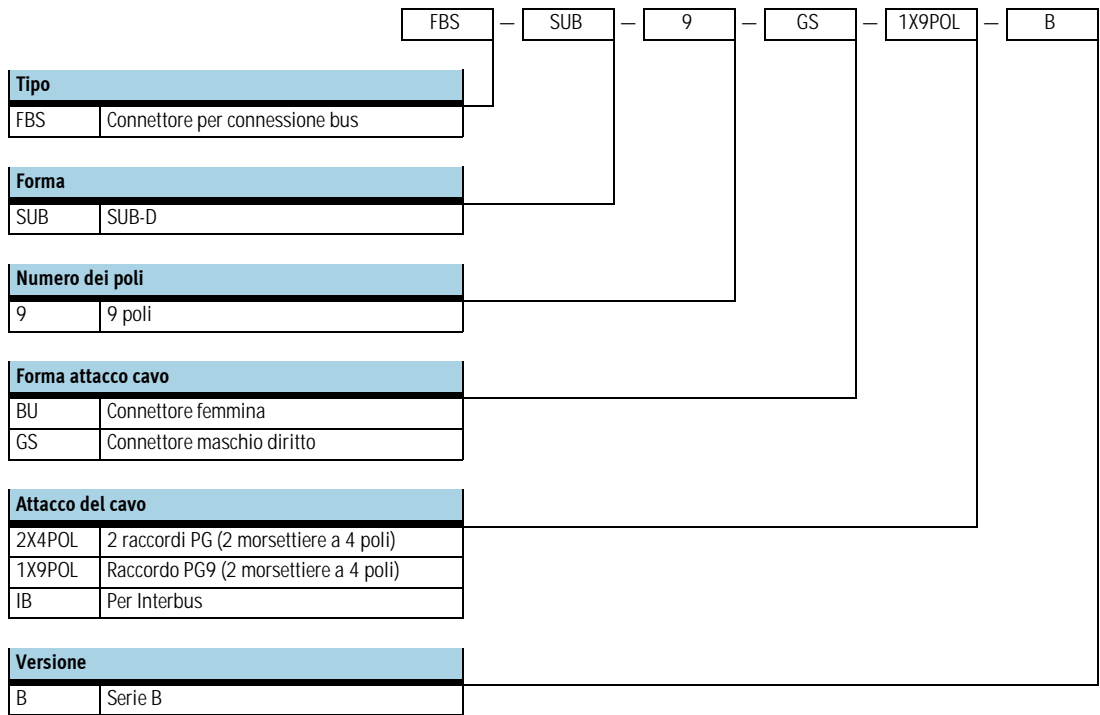 FBS — SUB — 9 — GS — 1X9POL — B
Tipo
FBS Connettore per connessione bus
Forma
SUB SUB-D
Numero dei poli
9 9 poli
Forma attacco cavo
BU Connettore femmina
GS Connettore maschio diritto
Attacco del cavo
2X4POL 2 raccordi PG (2 morsettiere a 4 poli)
1X9POL Raccordo PG9 (2 morsettiere a 4 poli)
IB Per Interbus
Versione
B Serie B